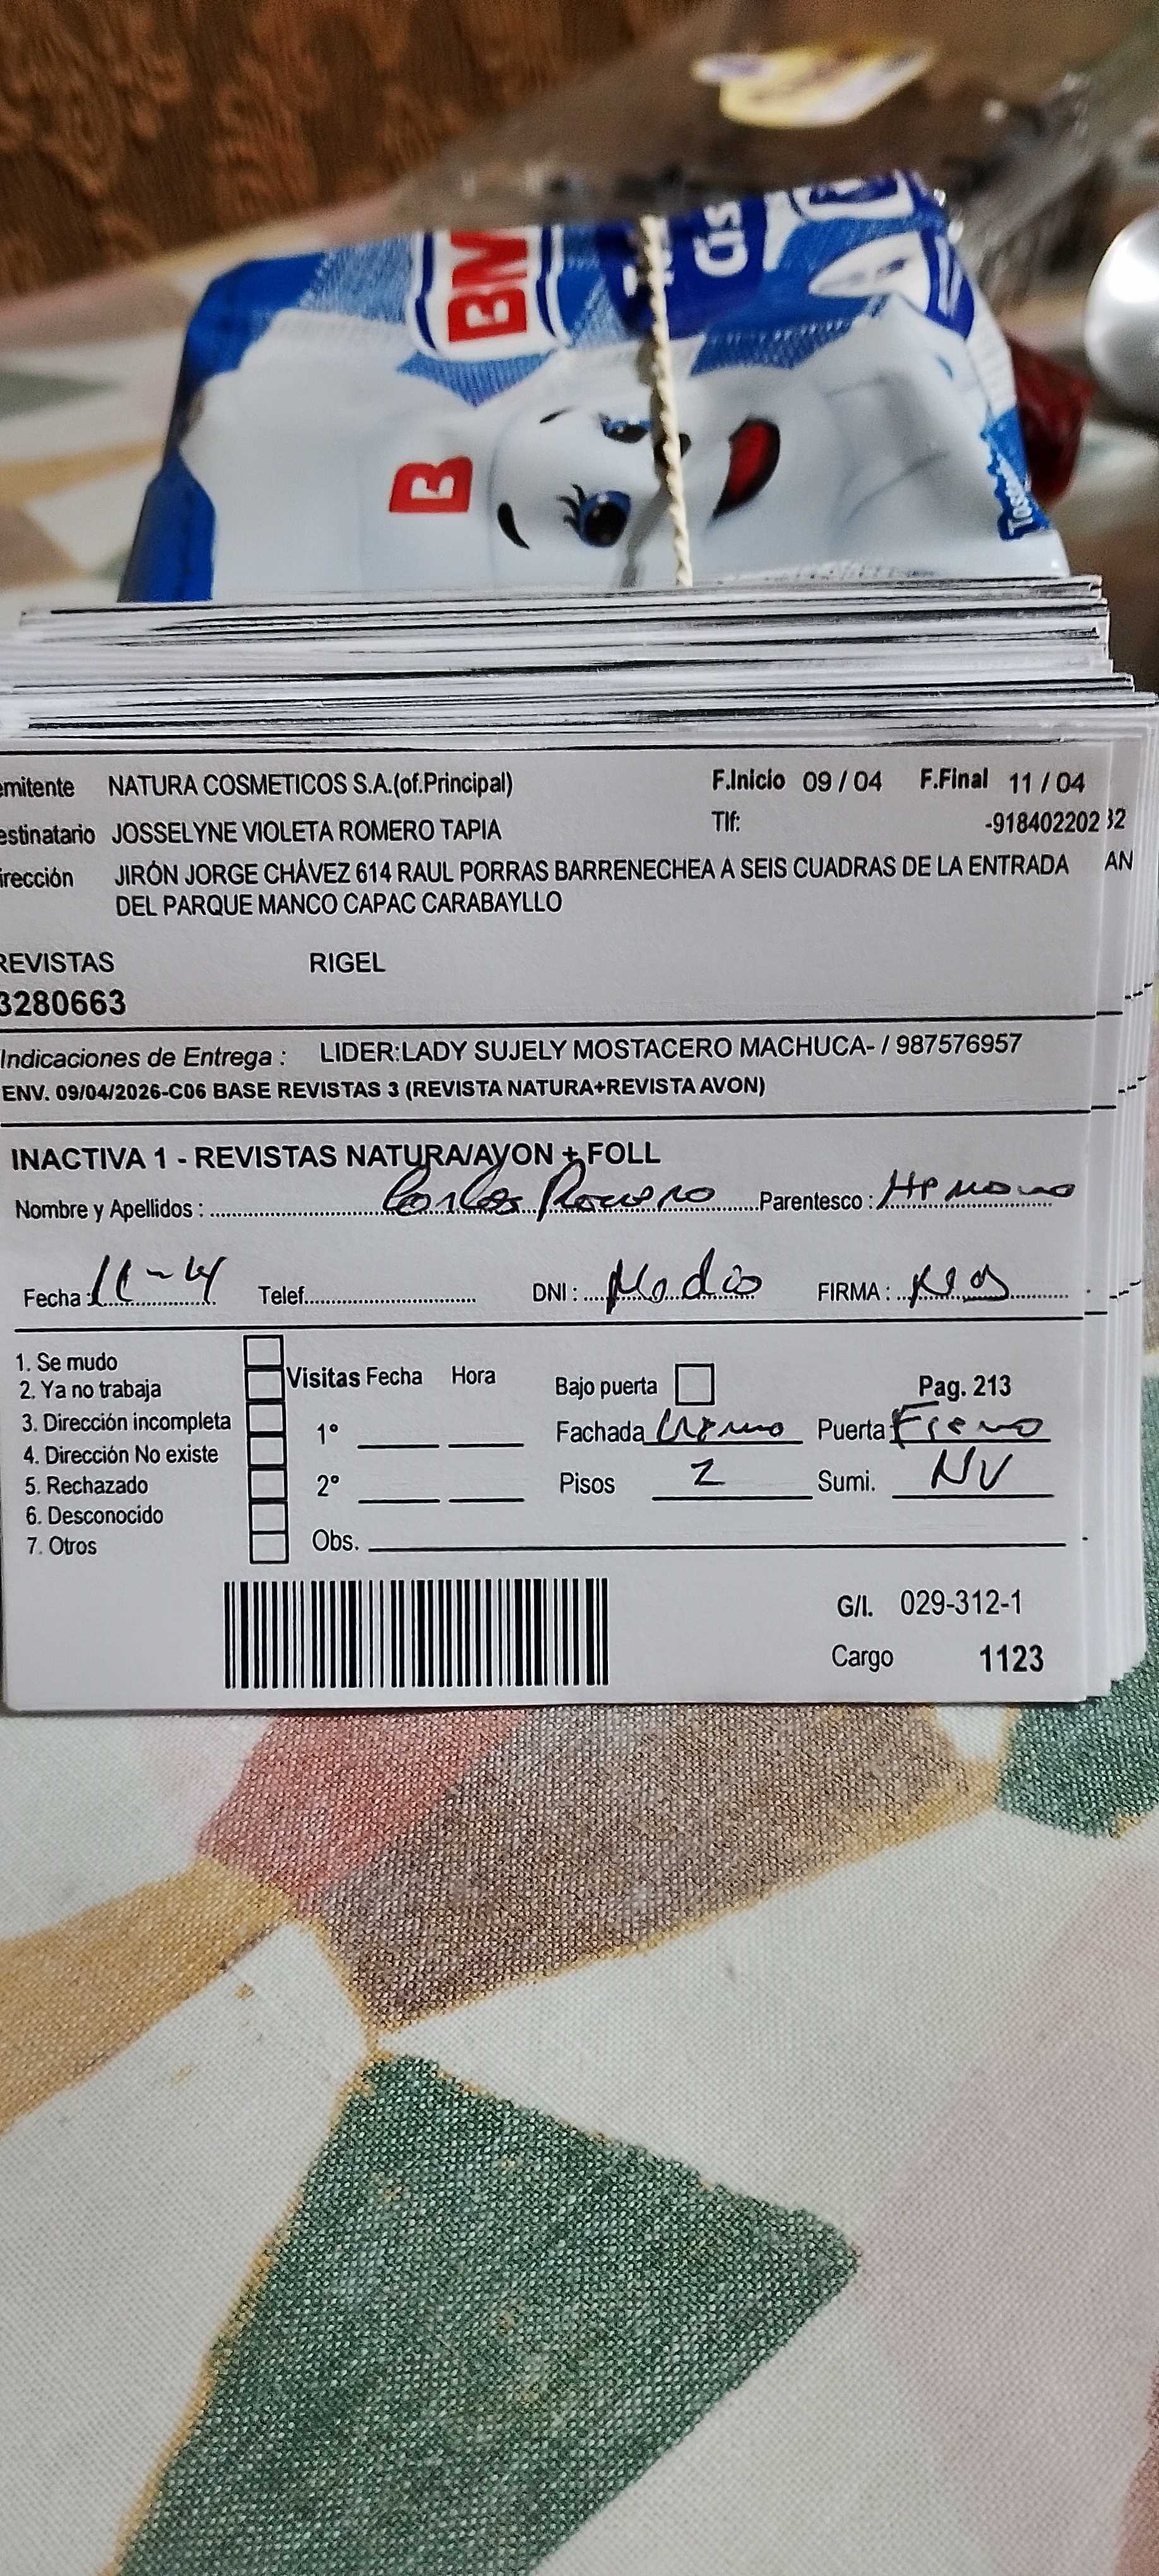 BM
B
mitente NATURA COSMETICOS S.A.(of.Principal) F.Inicio 09 / 04 F.Final 11 / 04
estinatario JOSSELYNE VIOLETA ROMERO TAPIA Tlf: -918402202 32
irección JIRÓN JORGE CHÁVEZ 614 RAUL PORRAS BARRENECHEA A SEIS CUADRAS DE LA ENTRADA AN
DEL PARQUE MANCO CAPAC CARABAYLLO
REVISTAS RIGEL
3280663
Indicaciones de Entrega : LIDER:LADY SUJELY MOSTACERO MACHUCA- / 987576957
ENV. 09/04/2026-C06 BASE REVISTAS 3 (REVISTA NATURA+REVISTA AVON)
INACTIVA 1 - REVISTAS NATURA/AVON + FOLL
Nombre y Apellidos : Carlos Romero Parentesco : Hermano
Fecha : 11-4 Telef. DNI : FIRMA :
1. Se mudo
2. Ya no trabaja Visitas Fecha Hora Bajo puerta Pag. 213
3. Dirección incompleta 1° Fachada Cremo Puerta Fierro
4. Dirección No existe
5. Rechazado 2° Pisos 2 Sumi. NV
6. Desconocido
7. Otros Obs.
G/I. 029-312-1
Cargo 1123